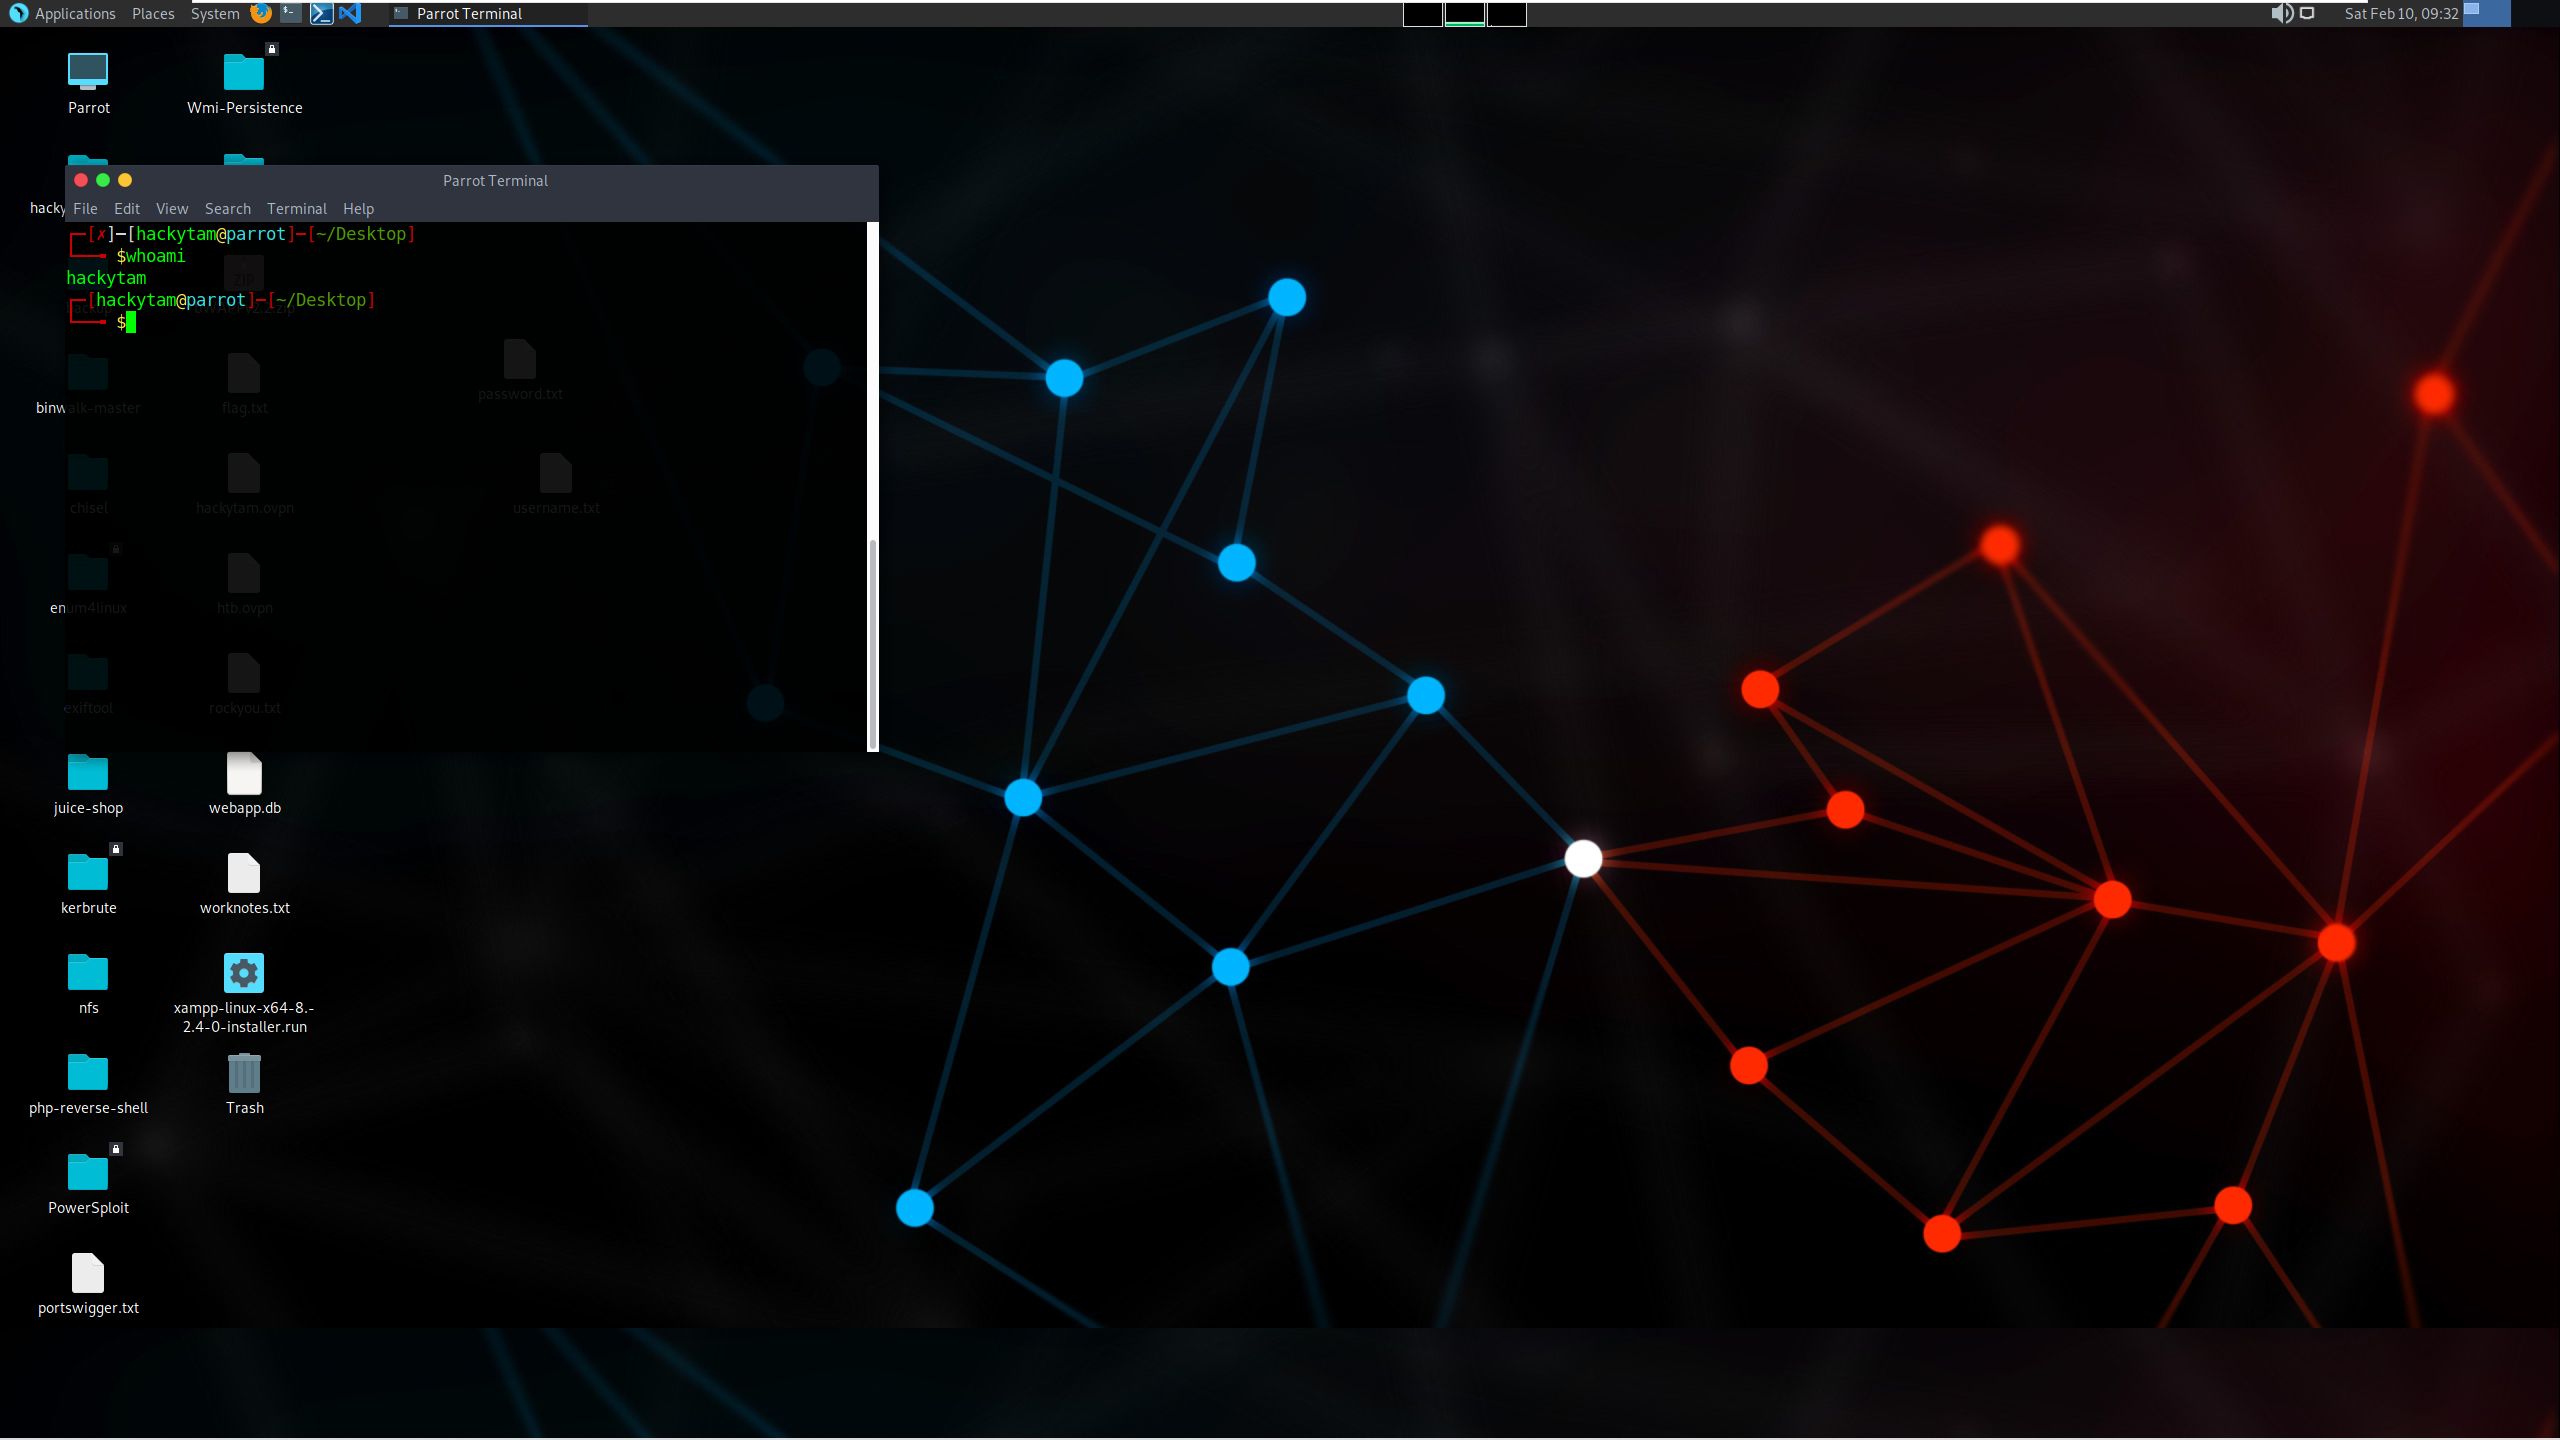 Applications Places System Parrot Terminal Sat Feb 10, 09:32
Parrot
Wmi-Persistence
Parrot Terminal
hacky
File Edit View Search Terminal Help
┌─[✗]─[hackytam@parrot]─[~/Desktop]
└──╼ $whoami
hackytam
┌─[hackytam@parrot]─[~/Desktop]
└──╼ $
backup
binwalk-master
flag.txt
password.txt
chisel
hackytam.ovpn
username.txt
enum4linux
htb.ovpn
exiftool
rockyou.txt
juice-shop
webapp.db
kerbrute
worknotes.txt
nfs
xampp-linux-x64-8.-
2.4-0-installer.run
php-reverse-shell
Trash
PowerSploit
portswigger.txt